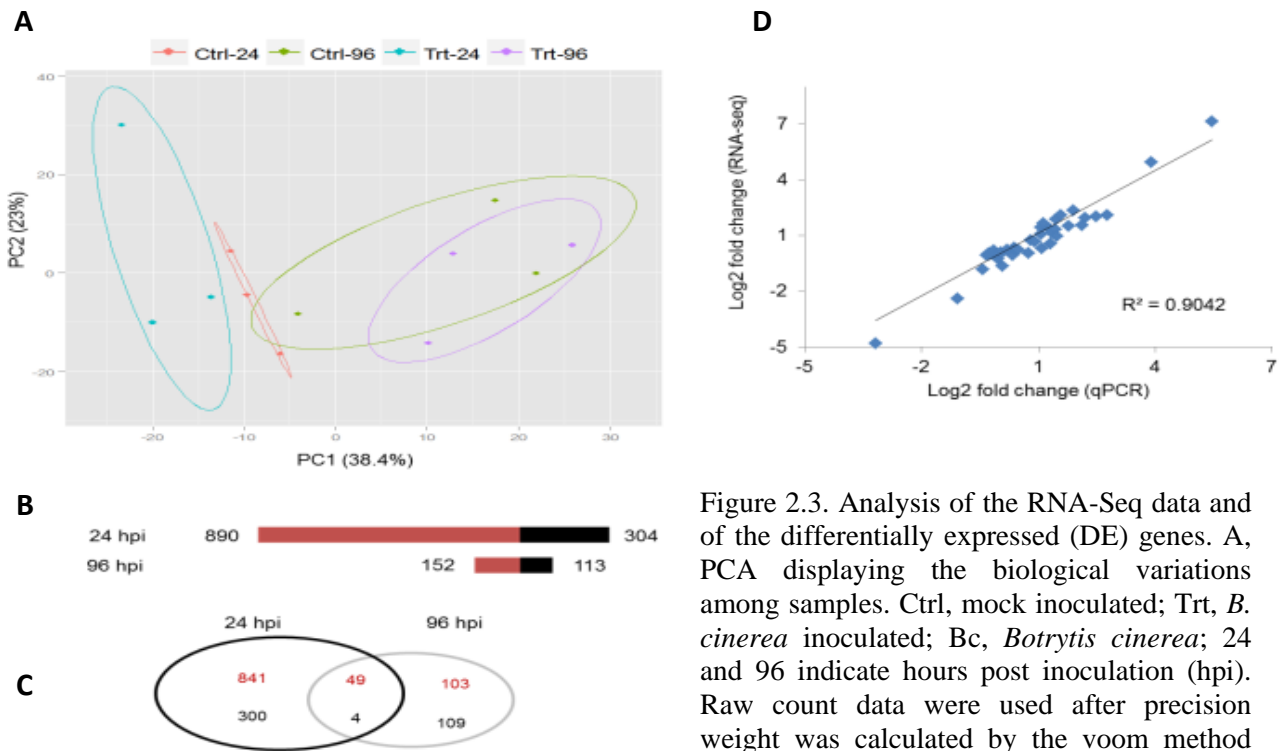 A
Ctrl-24 Ctrl-96 Trt-24 Trt-96
40
20
0
-20
PC2 (23%)
-20 -10 0 10 20 30
PC1 (38.4%)
D
7
4
1
-2
-5
Log2 fold change (RNA-seq)
R² = 0.9042
-5 -2 1 4 7
Log2 fold change (qPCR)
B
24 hpi 890 304
96 hpi 152 113
C
24 hpi 96 hpi
841 49 103
300 4 109
Figure 2.3. Analysis of the RNA-Seq data and
of the differentially expressed (DE) genes. A,
PCA displaying the biological variations
among samples. Ctrl, mock inoculated; Trt, B.
cinerea inoculated; Bc, Botrytis cinerea; 24
and 96 indicate hours post inoculation (hpi).
Raw count data were used after precision
weight was calculated by the voom method